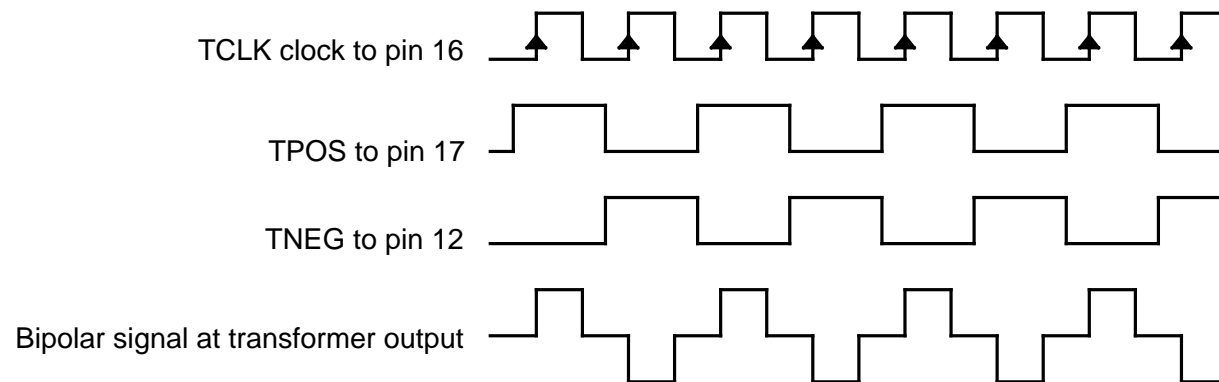 TCLK clock to pin 16
TPOS to pin 17
TNEG to pin 12
Bipolar signal at transformer output